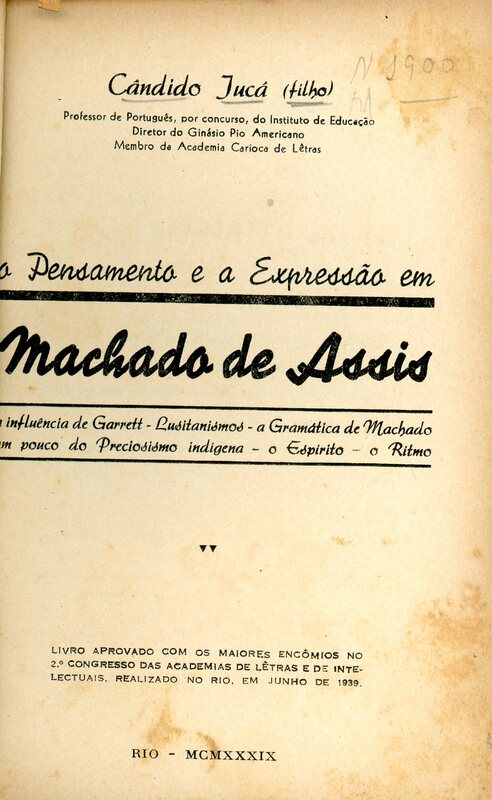 N 1900
Cândido Jucá (filho)
Professor de Português, por concurso, do Instituto de Educação
Diretor do Ginásio Pio Americano
Membro da Academia Carioca de Lêtras
o Pensamento e a Expressão em
Machado de Assis
influência de Garrett - Lusitanismos - a Gramática de Machado
pouco do Preciosismo indígena - o Espírito - o Ritmo
LIVRO APROVADO COM OS MAIORES ENCÔMIOS NO
2.º CONGRESSO DAS ACADEMIAS DE LÊTRAS E DE INTE-
LECTUAIS, REALIZADO NO RIO, EM JUNHO DE 1939.
RIO - MCMXXXIX